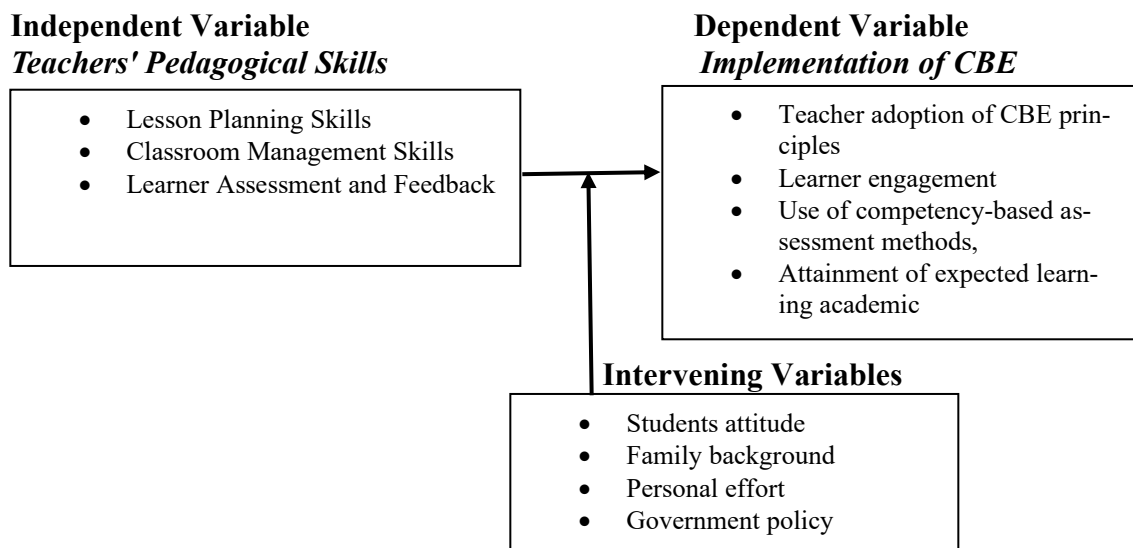 Independent Variable
Teachers' Pedagogical Skills
• Lesson Planning Skills
• Classroom Management Skills
• Learner Assessment and Feedback
Dependent Variable
Implementation of CBE
• Teacher adoption of CBE prin-
ciples
• Learner engagement
• Use of competency-based as-
sessment methods,
• Attainment of expected learn-
ing academic
Intervening Variables
• Students attitude
• Family background
• Personal effort
• Government policy